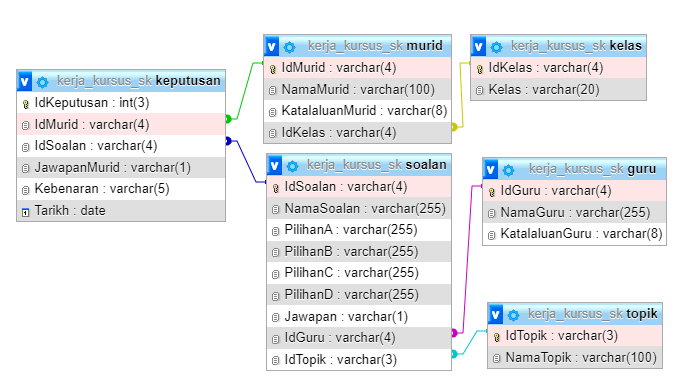 kerja_kursus_sk keputusan
IdKeputusan : int(3)
IdMurid : varchar(4)
IdSoalan : varchar(4)
JawapanMurid : varchar(1)
Kebenaran : varchar(5)
Tarikh : date
kerja_kursus_sk murid
IdMurid : varchar(4)
NamaMurid : varchar(100)
KatalaluanMurid : varchar(8)
IdKelas : varchar(4)
kerja_kursus_sk kelas
IdKelas : varchar(4)
Kelas : varchar(20)
kerja_kursus_sk soalan
IdSoalan : varchar(4)
NamaSoalan : varchar(255)
PilihanA : varchar(255)
PilihanB : varchar(255)
PilihanC : varchar(255)
PilihanD : varchar(255)
Jawapan : varchar(1)
IdGuru : varchar(4)
IdTopik : varchar(3)
kerja_kursus_sk guru
IdGuru : varchar(4)
NamaGuru : varchar(255)
KatalaluanGuru : varchar(8)
kerja_kursus_sk topik
IdTopik : varchar(3)
NamaTopik : varchar(100)